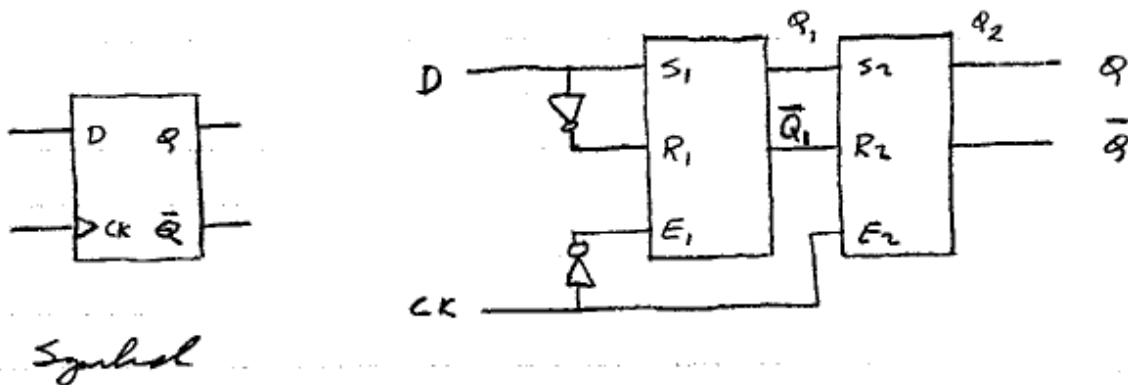 D Q
CK Q̅
Symbol
Q₁ Q₂
D S₁ S₂ Q
R₁ Q̅₁ R₂ Q̅
E₁ E₂
CK